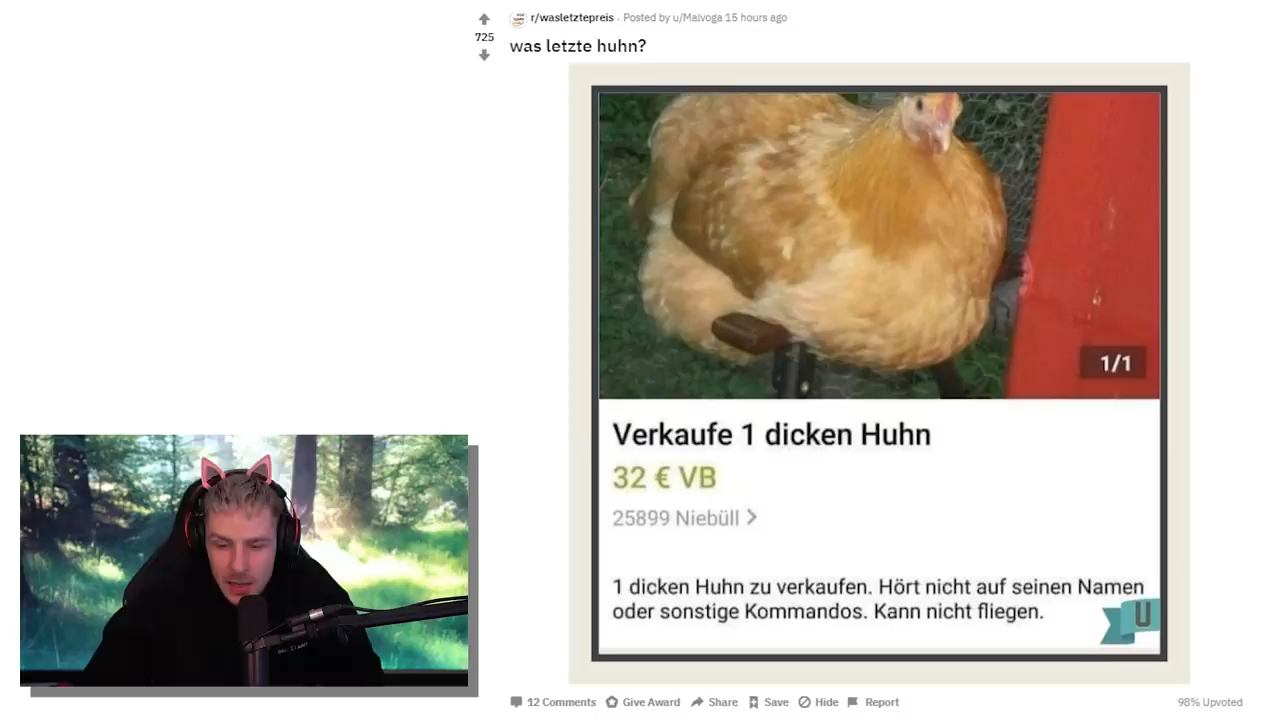 r/wasletztepreis · Posted by u/Malvoga 15 hours ago
725
was letzte huhn?
1/1
Verkaufe 1 dicken Huhn
32 € VB
25899 Niebüll
1 dicken Huhn zu verkaufen. Hört nicht auf seinen Namen
oder sonstige Kommandos. Kann nicht fliegen.
U
12 Comments Give Award Share Save Hide Report 98% Upvoted